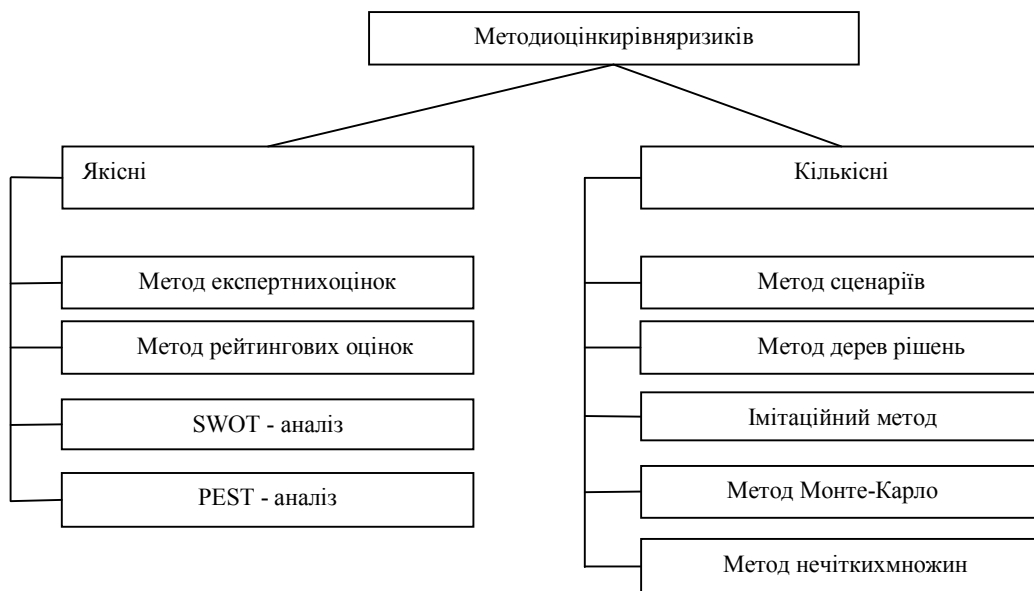 Методиоцінкирівняризиків
Якісні
Метод експертнихоцінок
Метод рейтингових оцінок
SWOT - аналіз
PEST - аналіз
Кількісні
Метод сценаріїв
Метод дерев рішень
Імітаційний метод
Метод Монте-Карло
Метод нечіткихмножин